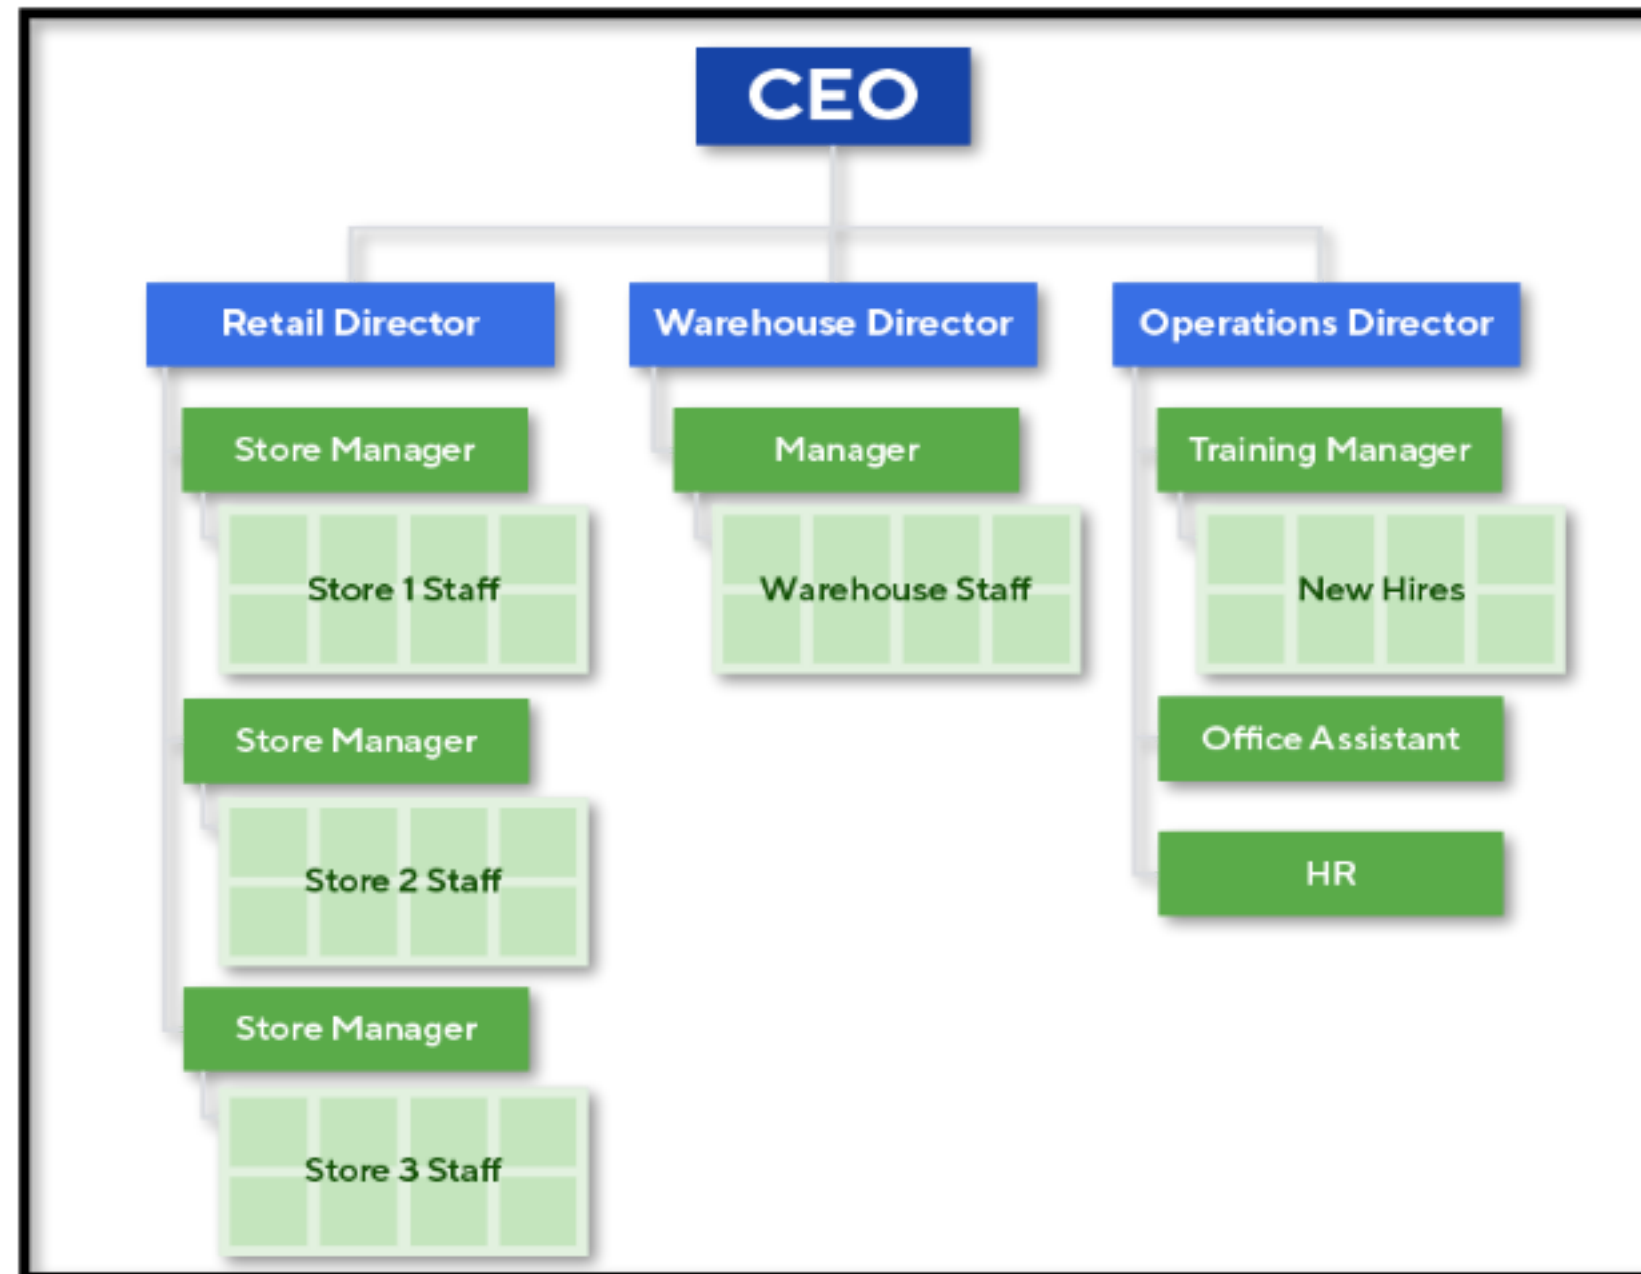 CEO
Retail Director
Warehouse Director
Operations Director
Store Manager
Store 1 Staff
Store Manager
Store 2 Staff
Store Manager
Store 3 Staff
Manager
Warehouse Staff
Training Manager
New Hires
Office Assistant
HR